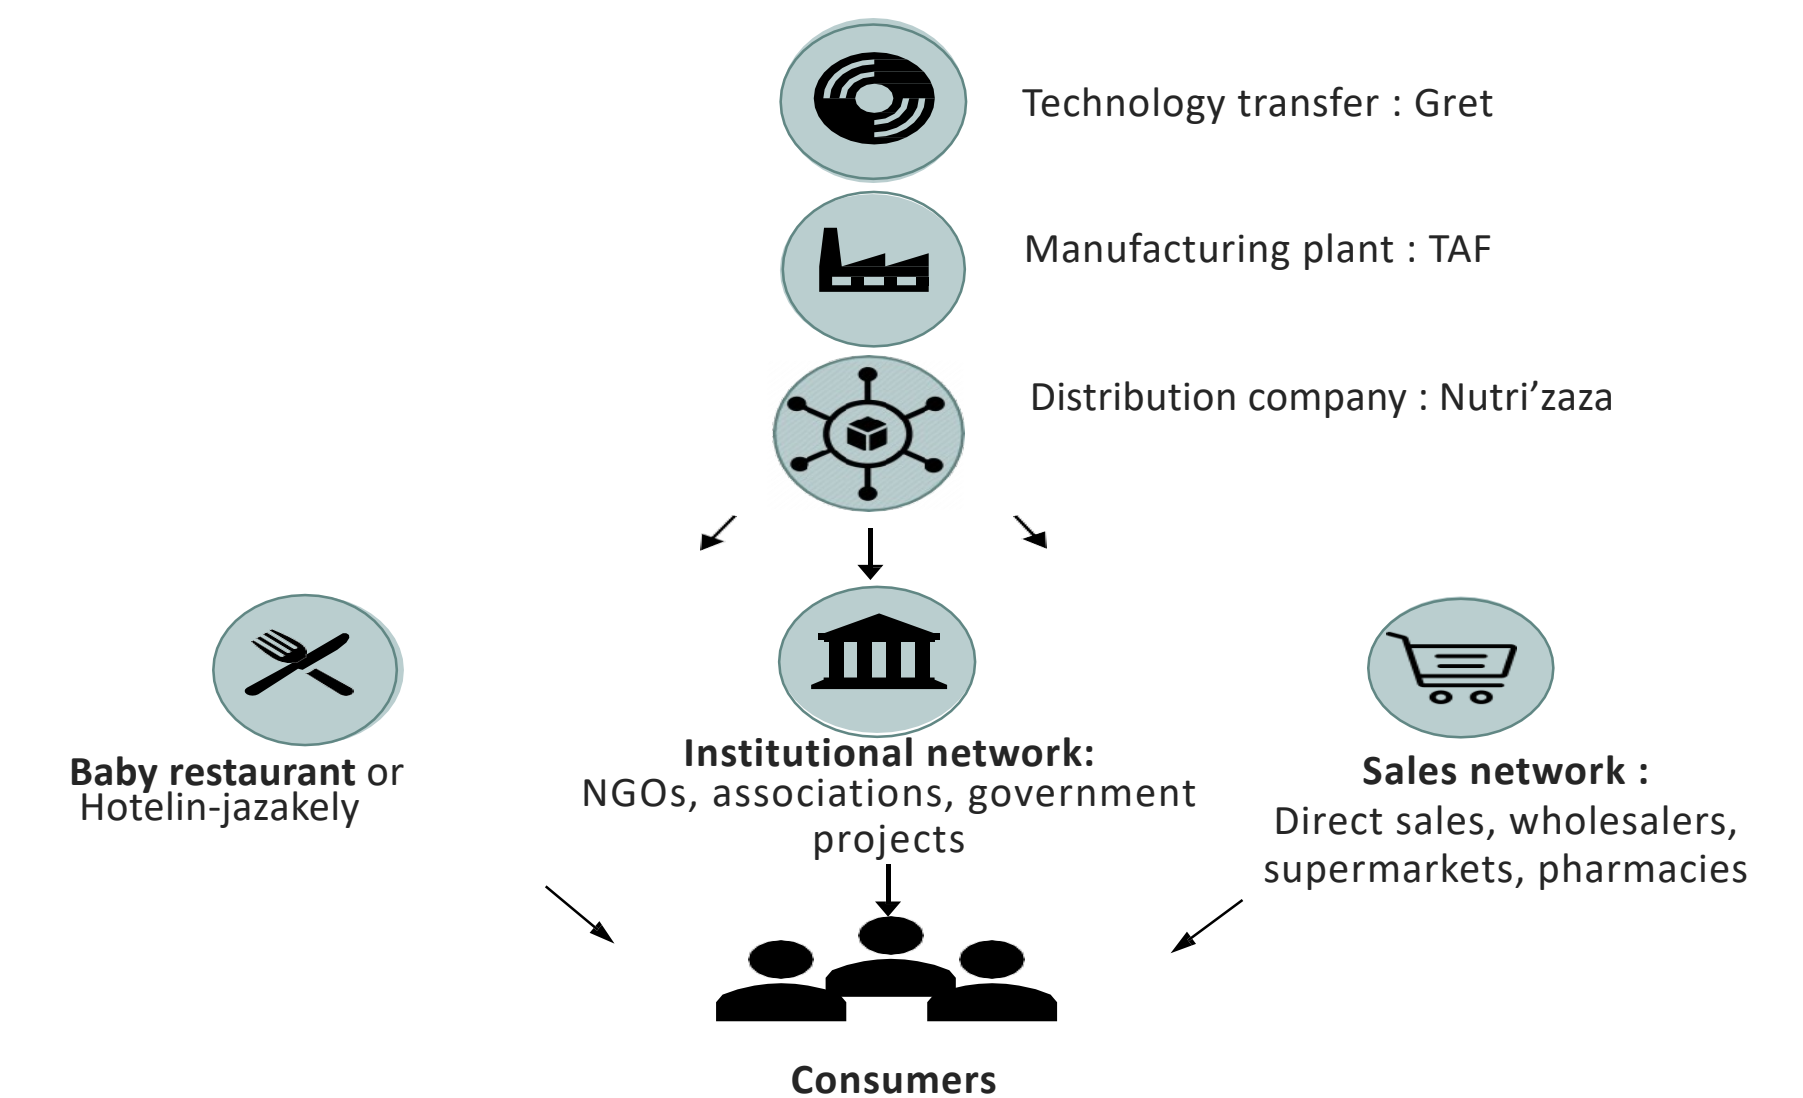 Technology transfer : Gret
Manufacturing plant : TAF
Distribution company : Nutri’zaza
Baby restaurant or
Hotelin-jazakely
Institutional network:
NGOs, associations, government
projects
Sales network :
Direct sales, wholesalers,
supermarkets, pharmacies
Consumers